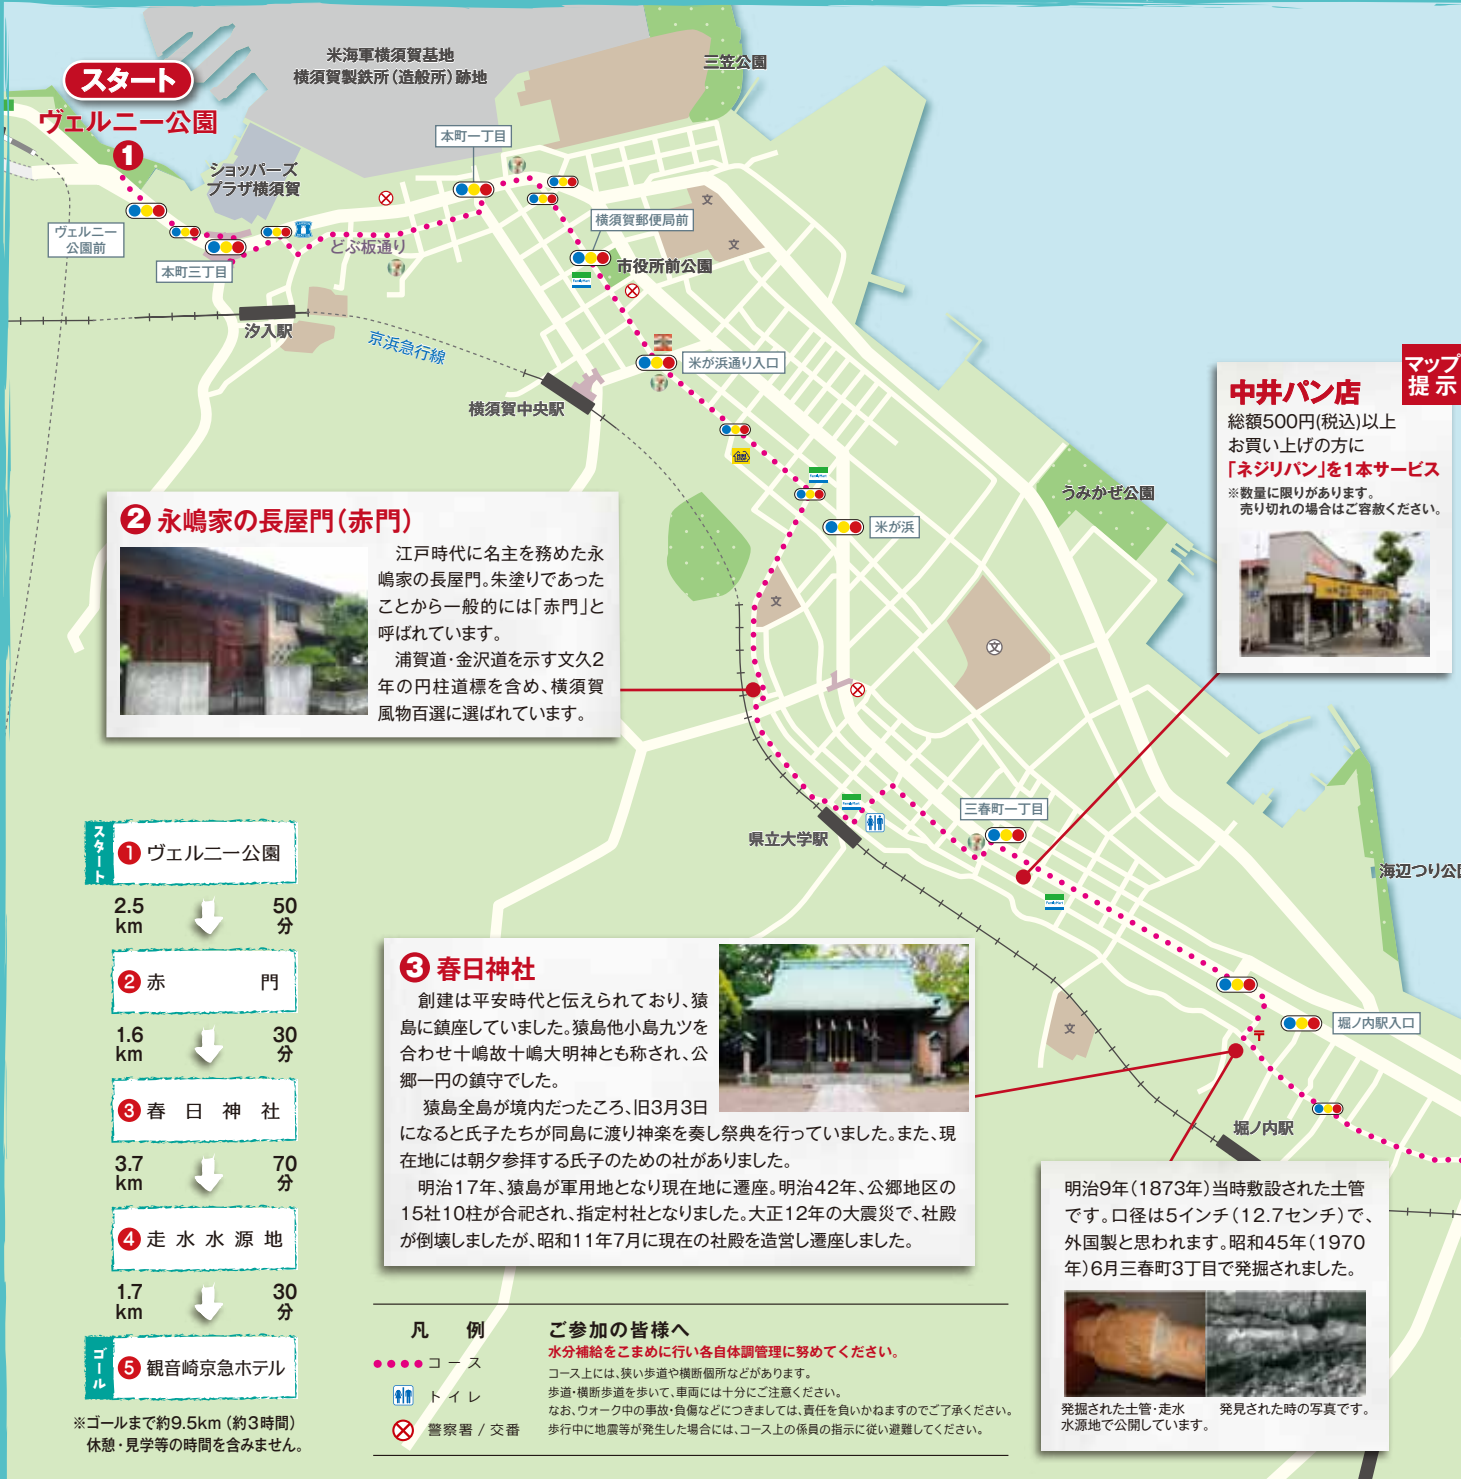 米海軍横須賀基地
横須賀製鉄所(造船所)跡地
三笠公園
スタート
ヴェルニー公園
1
ショッパーズ
プラザ横須賀
本町一丁目
ヴェルニー
公園前
本町三丁目
どぶ板通り
横須賀郵便局前
文
文
市役所前公園
FamilyMart
汐入駅
京浜急行線
横須賀中央駅
米が浜通り入口
FamilyMart
米が浜
うみかぜ公園
文
文
マップ
提示
中井パン店
総額500円(税込)以上
お買い上げの方に
「ネジリパン」を1本サービス
※数量に限りがあります。
売り切れの場合はご容赦ください。
2 永嶋家の長屋門(赤門)
江戸時代に名主を務めた永
嶋家の長屋門。朱塗りであった
ことから一般的には「赤門」と
呼ばれています。
浦賀道・金沢道を示す文久2
年の円柱道標を含め、横須賀
風物百選に選ばれています。
FamilyMart
県立大学駅
三春町一丁目
FamilyMart
海辺つり公園
文
堀ノ内駅入口
堀ノ内駅
スタート
1 ヴェルニー公園
2.5
km
50
分
2 赤門
1.6
km
30
分
3 春日神社
3.7
km
70
分
4 走水水源地
1.7
km
30
分
ゴール
5 観音崎京急ホテル
※ゴールまで約9.5km(約3時間)
休憩・見学等の時間を含みません。
3 春日神社
創建は平安時代と伝えられており、猿
島に鎮座していました。猿島他小島九ツを
合わせ十嶋故十嶋大明神とも称され、公
郷一円の鎮守でした。
猿島全島が境内だったころ、旧3月3日
になると氏子たちが同島に渡り神楽を奏し祭典を行っていました。また、現
在地には朝夕参拝する氏子のための社がありました。
明治17年、猿島が軍用地となり現在地に遷座。明治42年、公郷地区の
15社10柱が合祀され、指定村社となりました。大正12年の大震災で、社殿
が倒壊しましたが、昭和11年7月に現在の社殿を造営し遷座しました。
明治9年(1873年)当時敷設された土管
です。口径は5インチ(12.7センチ)で、
外国製と思われます。昭和45年(1970
年)6月三春町3丁目で発掘されました。
発掘された土管・走水
水源地で公開しています。
発見された時の写真です。
凡例
コース
トイレ
警察署/交番
ご参加の皆様へ
水分補給をこまめに行い各自体調管理に努めてください。
コース上には、狭い歩道や横断個所などがあります。
歩道・横断歩道を歩いて、車両には十分にご注意ください。
なお、ウォーク中の事故・負傷などにつきましては、責任を負いかねますのでご了承ください。
歩行中に地震等が発生した場合には、コース上の係員の指示に従い避難してください。